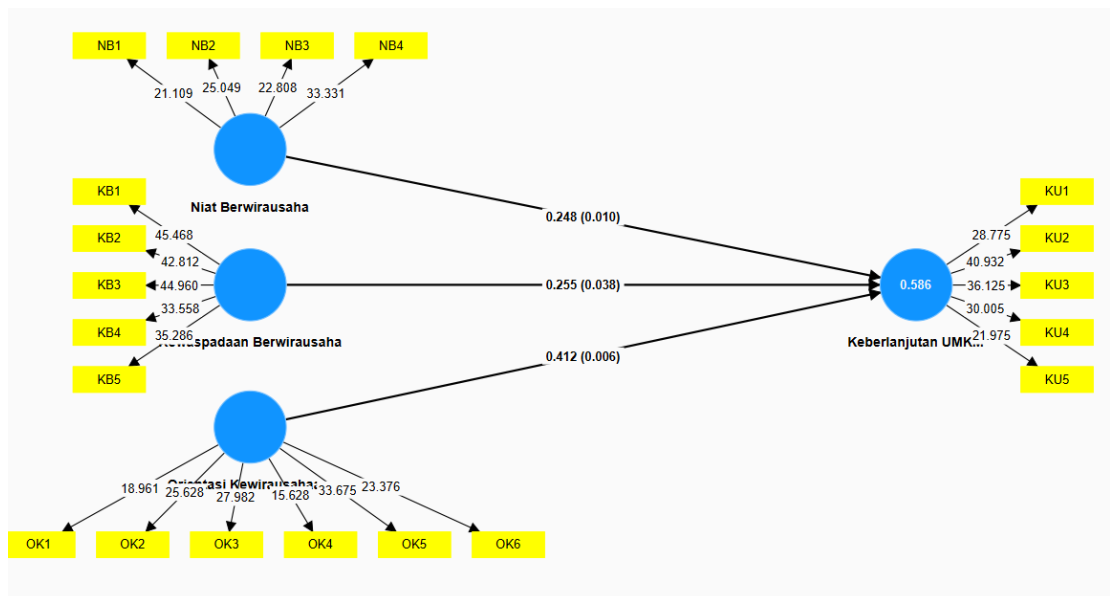 NB1 NB2 NB3 NB4
21.109 25.049 22.808 33.331
Niat Berwirausaha
KB1
KB2
KB3
KB4
KB5
45.468
42.812
44.960
33.558
35.286
Berwirausaha
0.248 (0.010)
0.255 (0.038)
0.412 (0.006)
0.586
Keberlanjutan UMK...
KU1
KU2
KU3
KU4
KU5
28.775
40.932
36.125
30.005
21.975
Orientasi Kewirausaha...
18.961 25.628 27.982 15.628 33.675 23.376
OK1 OK2 OK3 OK4 OK5 OK6